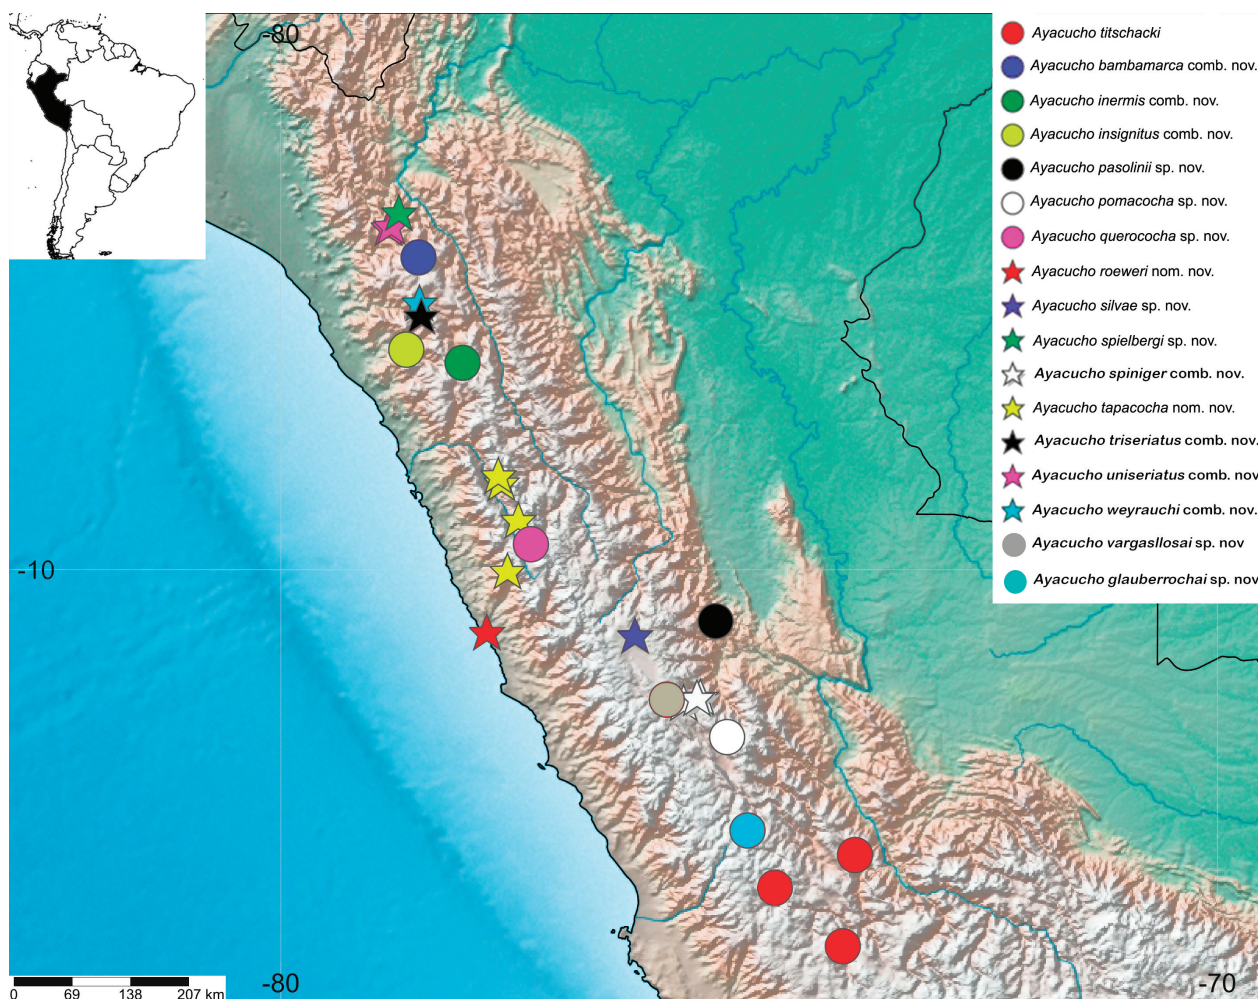 -80
Ayacucho titschacki
Ayacucho bambamarca comb. nov.
Ayacucho inermis comb. nov.
Ayacucho insignitus comb. nov.
Ayacucho pasolinii sp. nov.
Ayacucho pomacocha sp. nov.
Ayacucho querococha sp. nov.
Ayacucho roeweri nom. nov.
Ayacucho silvae sp. nov.
Ayacucho spielbergi sp. nov.
Ayacucho spiniger comb. nov.
Ayacucho tapacocha nom. nov.
Ayacucho triseriatus comb. nov.
Ayacucho uniseriatus comb. nov
Ayacucho weyrauchi comb. nov.
Ayacucho vargasllosai sp. nov
Ayacucho glauberrochai sp. nov
-10
-80
-70
0 69 138 207 km